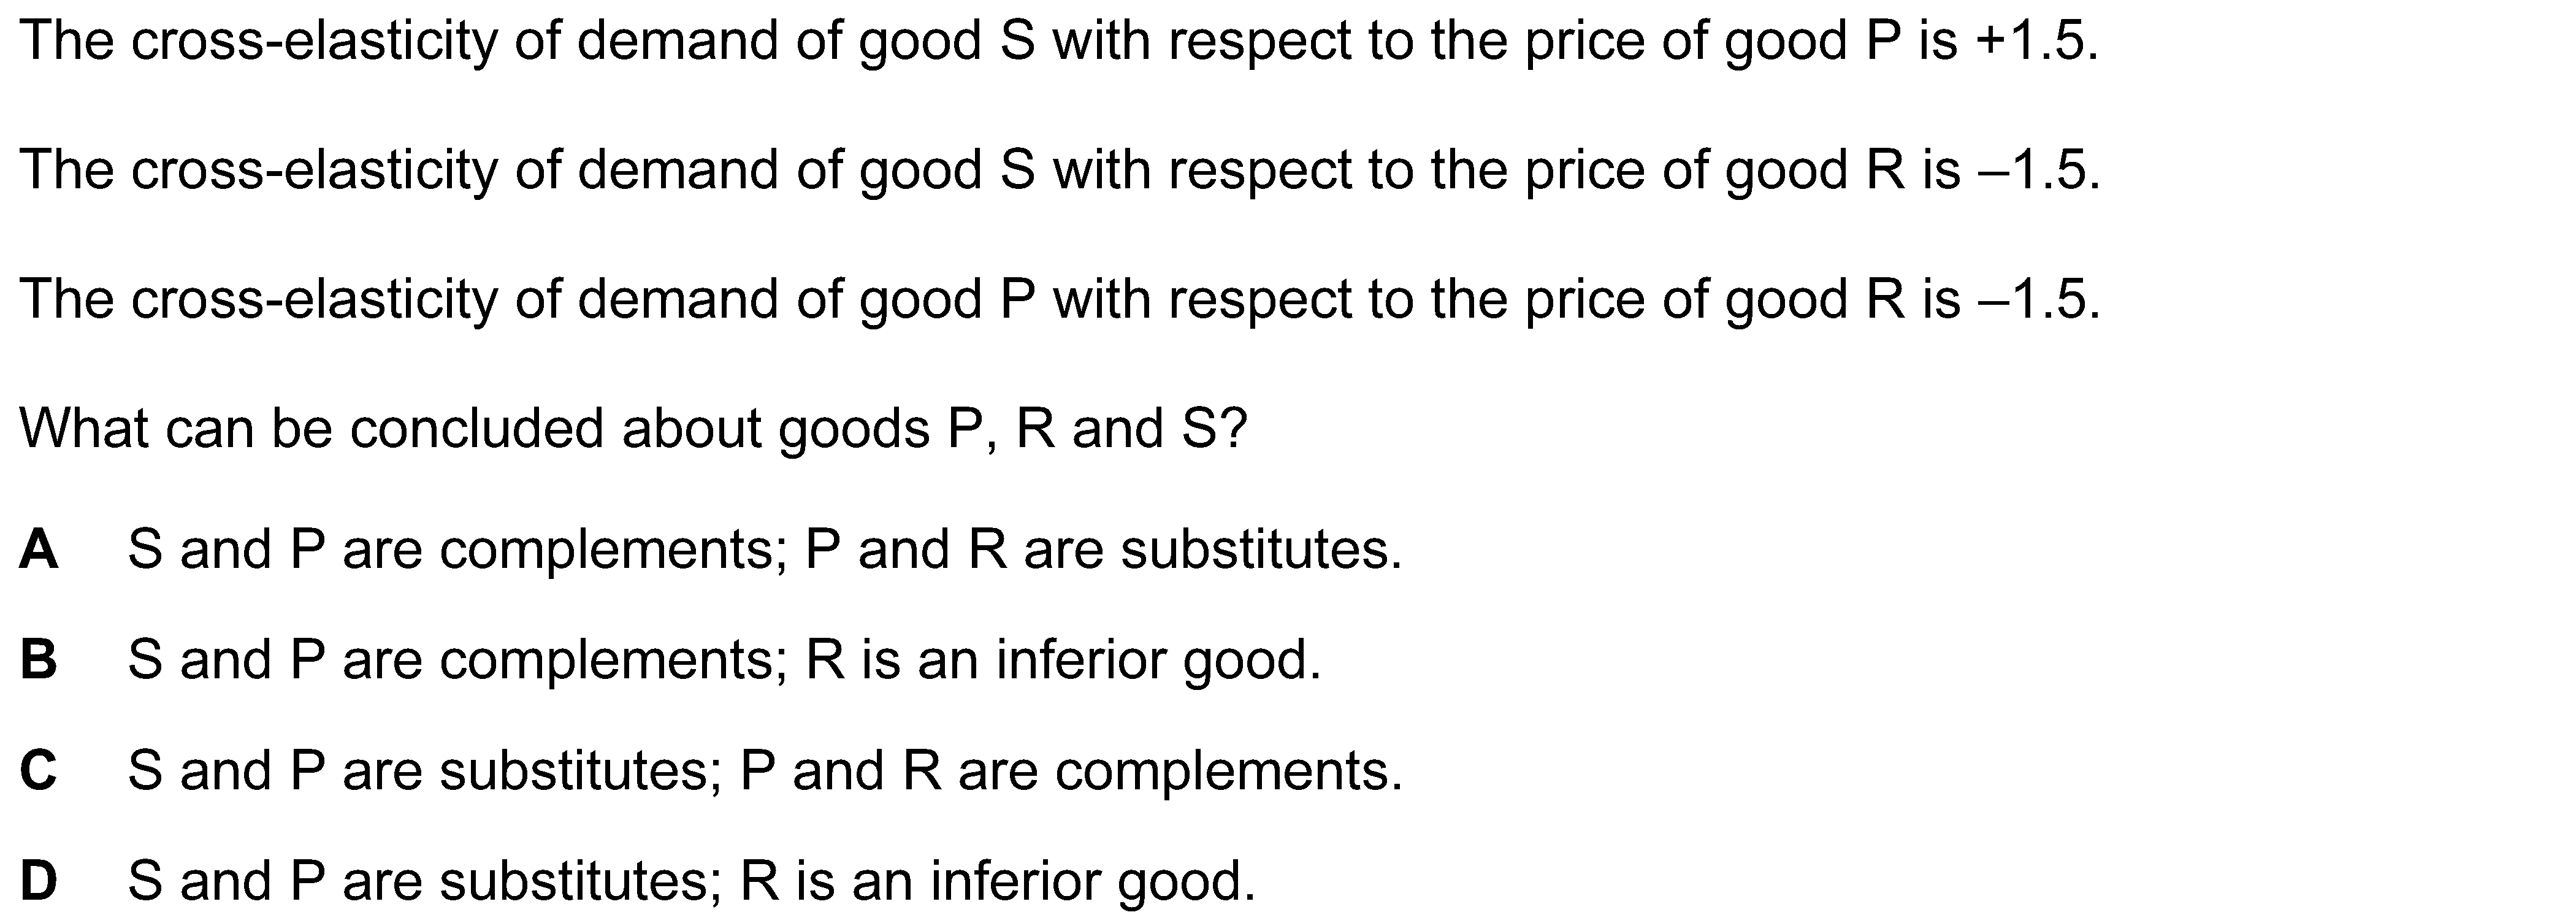 The cross-elasticity of demand of good S with respect to the price of good P is +1.5.
The cross-elasticity of demand of good S with respect to the price of good R is –1.5.
The cross-elasticity of demand of good P with respect to the price of good R is –1.5.
What can be concluded about goods P, R and S?
A S and P are complements; P and R are substitutes.
B S and P are complements; R is an inferior good.
C S and P are substitutes; P and R are complements.
D S and P are substitutes; R is an inferior good.